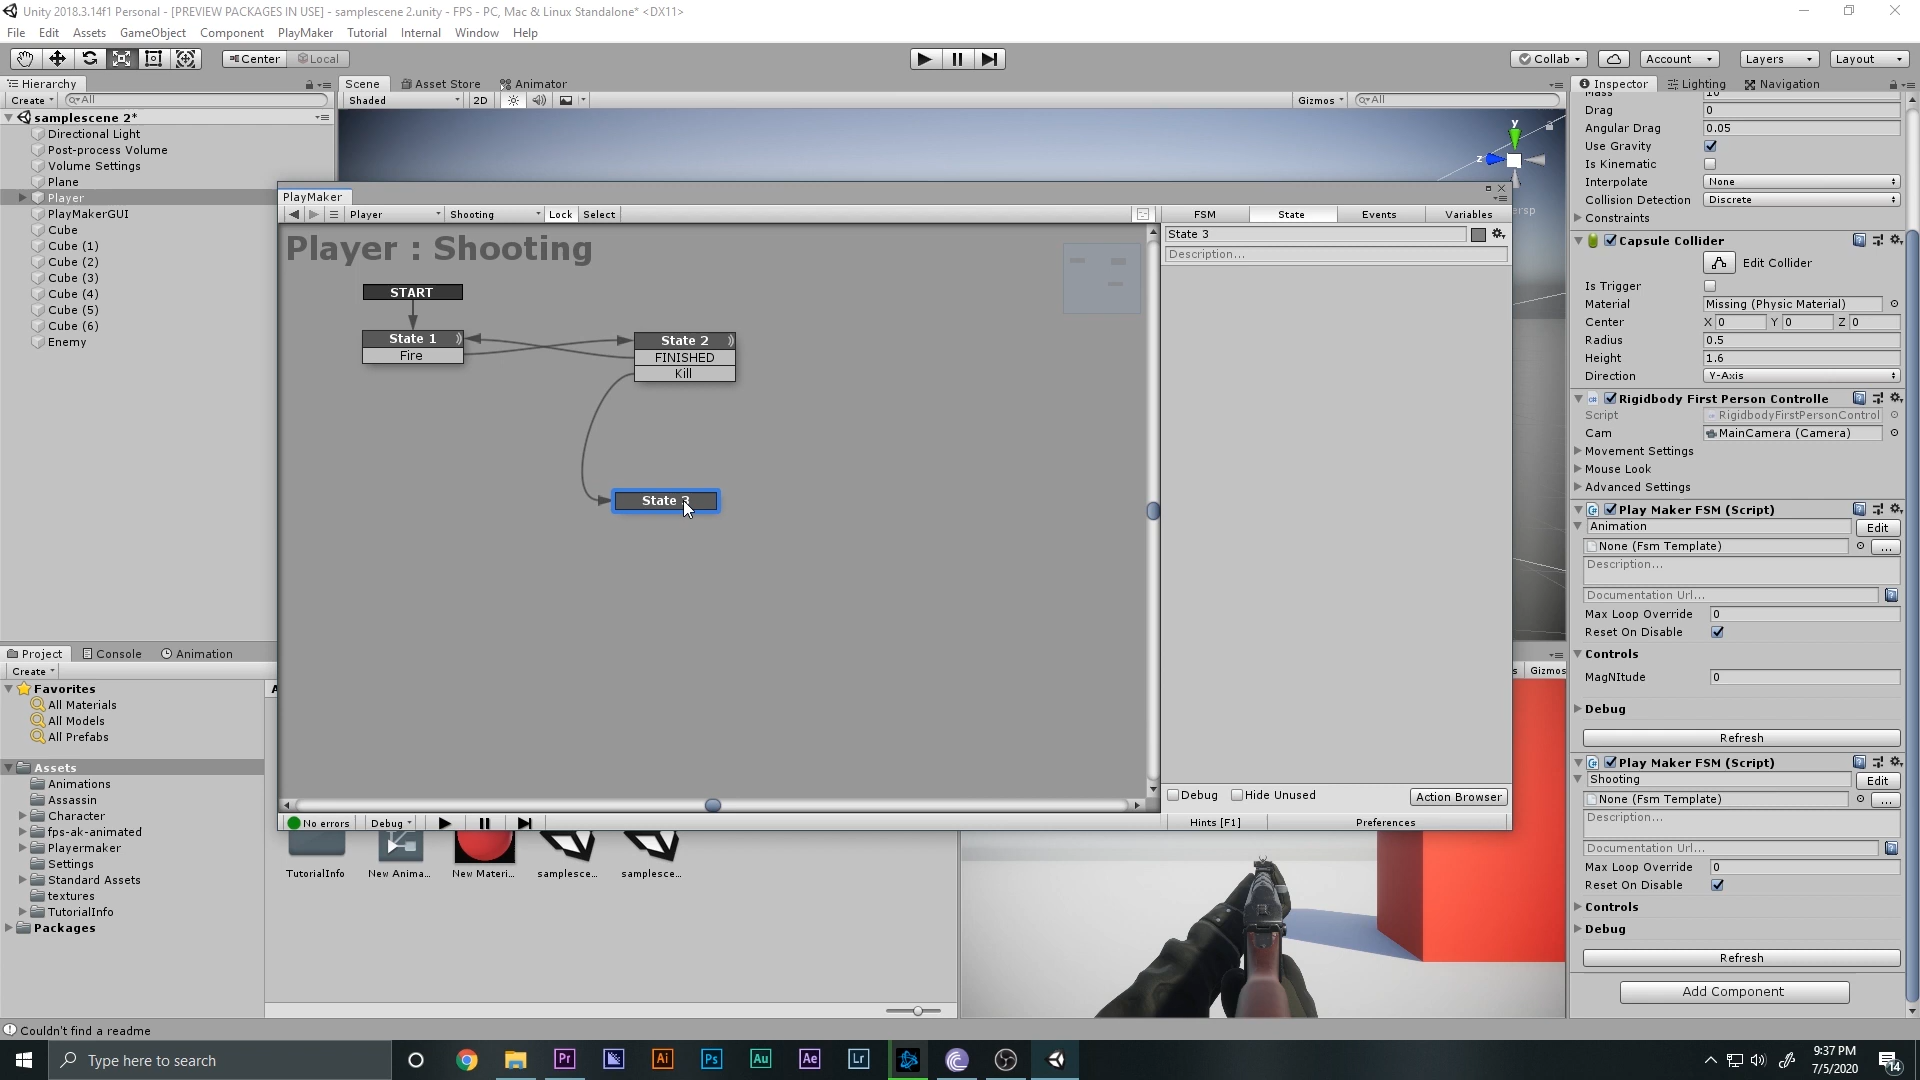 Unity 2018.3.14f1 Personal - [PREVIEW PACKAGES IN USE] - samplescene 2.unity - FPS - PC, Mac & Linux Standalone* <DX11>
File Edit Assets GameObject Component PlayMaker Tutorial Internal Window Help
Center Local Collab Account Layers Layout
Hierarchy Scene Asset Store Animator Inspector Lighting Navigation
Create All Shaded 2D Gizmos All
samplescene 2*
Directional Light
Post-process Volume
Volume Settings
Plane
Player
PlayMakerGUI
Cube
Cube (1)
Cube (2)
Cube (3)
Cube (4)
Cube (5)
Cube (6)
Enemy
y
z
PlayMaker
Player Shooting Lock Select FSM State Events Variables
Player : Shooting
START
State 1
Fire
State 2
FINISHED
Kill
State 3
State 3
Description...
Debug Hide Unused Action Browser
No errors Debug Hints [F1] Preferences
Drag 0
Angular Drag 0.05
Use Gravity
Is Kinematic
Interpolate None
Collision Detection Discrete
Constraints
Capsule Collider
Edit Collider
Is Trigger
Material Missing (Physic Material)
Center X 0 Y 0 Z 0
Radius 0.5
Height 1.6
Direction Y-Axis
Rigidbody First Person Controlle
Script RigidbodyFirstPersonControl
Cam MainCamera (Camera)
Movement Settings
Mouse Look
Advanced Settings
Play Maker FSM (Script)
Animation Edit
None (Fsm Template) ...
Description...
Documentation Url...
Max Loop Override 0
Reset On Disable
Controls
MagNItude 0
Debug
Refresh
Play Maker FSM (Script)
Shooting Edit
None (Fsm Template) ...
Description...
Documentation Url...
Max Loop Override 0
Reset On Disable
Controls
Debug
Refresh
Add Component
Project Console Animation
Create
Gizmos
Favorites
All Materials
All Models
All Prefabs
Assets
Animations
Assassin
Character
fps-ak-animated
Playermaker
Settings
Standard Assets
textures
TutorialInfo
Packages
TutorialInfo New Anima... New Materi... samplesce... samplesce...
Couldn't find a readme
Type here to search
Pr Ai Ps Au Ae Lr
9:37 PM
7/5/2020
14